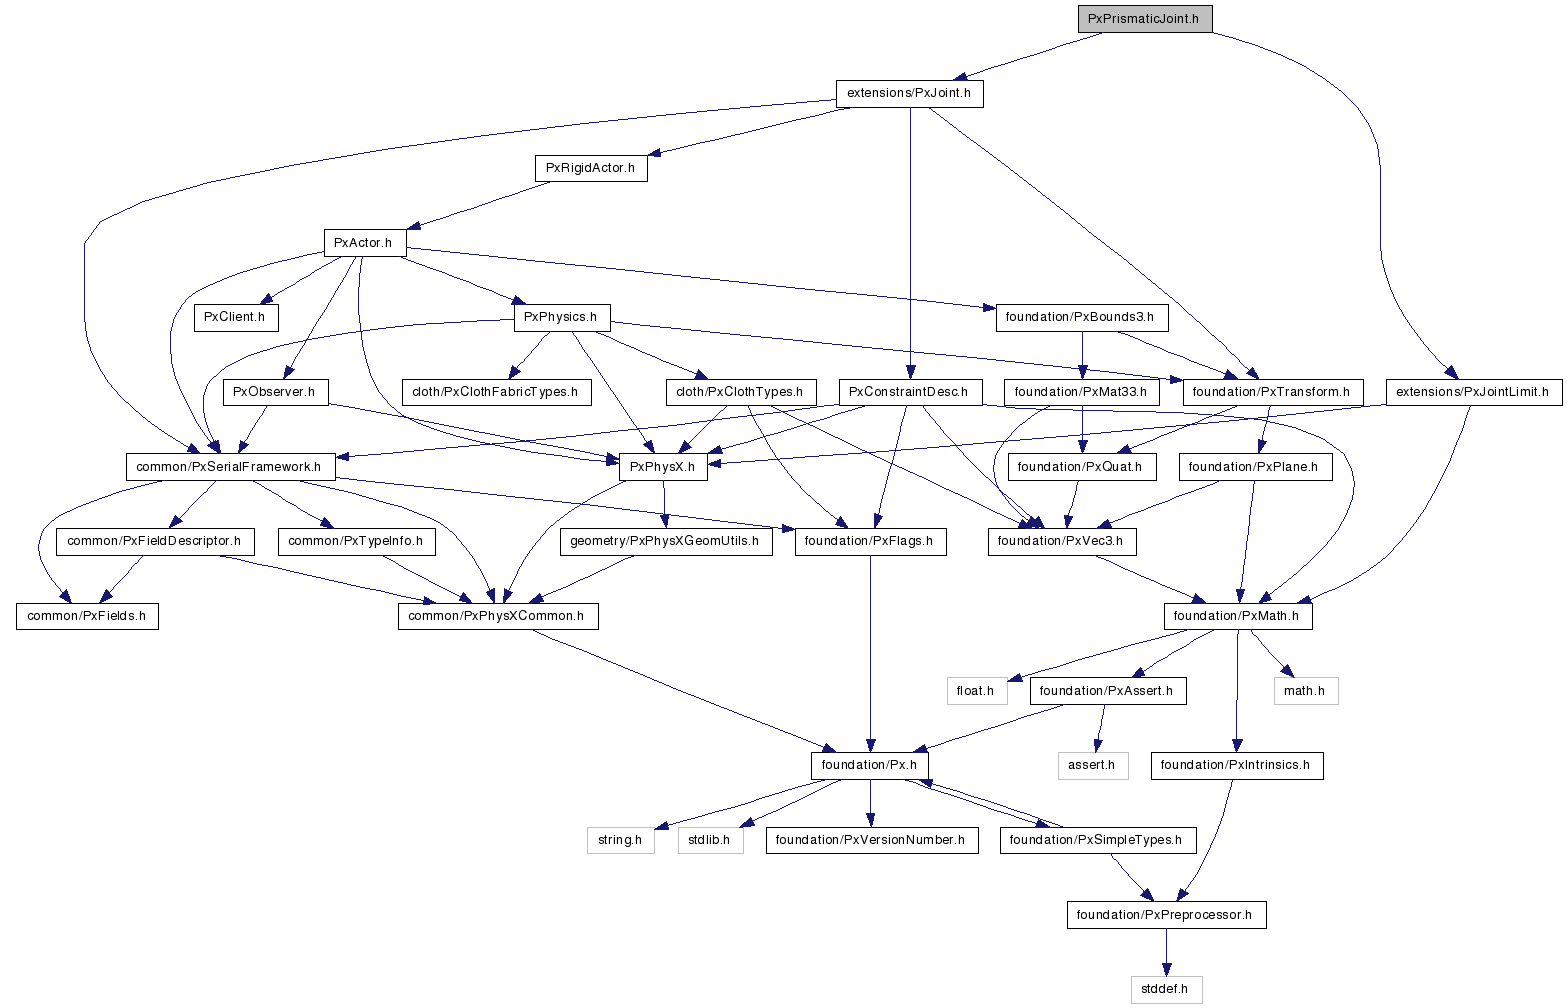 PxPrismaticJoint.h
extensions/PxJoint.h
PxRigidActor.h
PxActor.h
PxClient.h
PxPhysics.h
foundation/PxBounds3.h
PxObserver.h
cloth/PxClothFabricTypes.h
cloth/PxClothTypes.h
PxConstraintDesc.h
foundation/PxMat33.h
foundation/PxTransform.h
extensions/PxJointLimit.h
common/PxSerialFramework.h
PxPhysX.h
foundation/PxQuat.h
foundation/PxPlane.h
common/PxFieldDescriptor.h
common/PxTypeInfo.h
geometry/PxPhysXGeomUtils.h
foundation/PxFlags.h
foundation/PxVec3.h
common/PxFields.h
common/PxPhysXCommon.h
foundation/PxMath.h
float.h
foundation/PxAssert.h
math.h
foundation/Px.h
assert.h
foundation/PxIntrinsics.h
string.h
stdlib.h
foundation/PxVersionNumber.h
foundation/PxSimpleTypes.h
foundation/PxPreprocessor.h
stddef.h